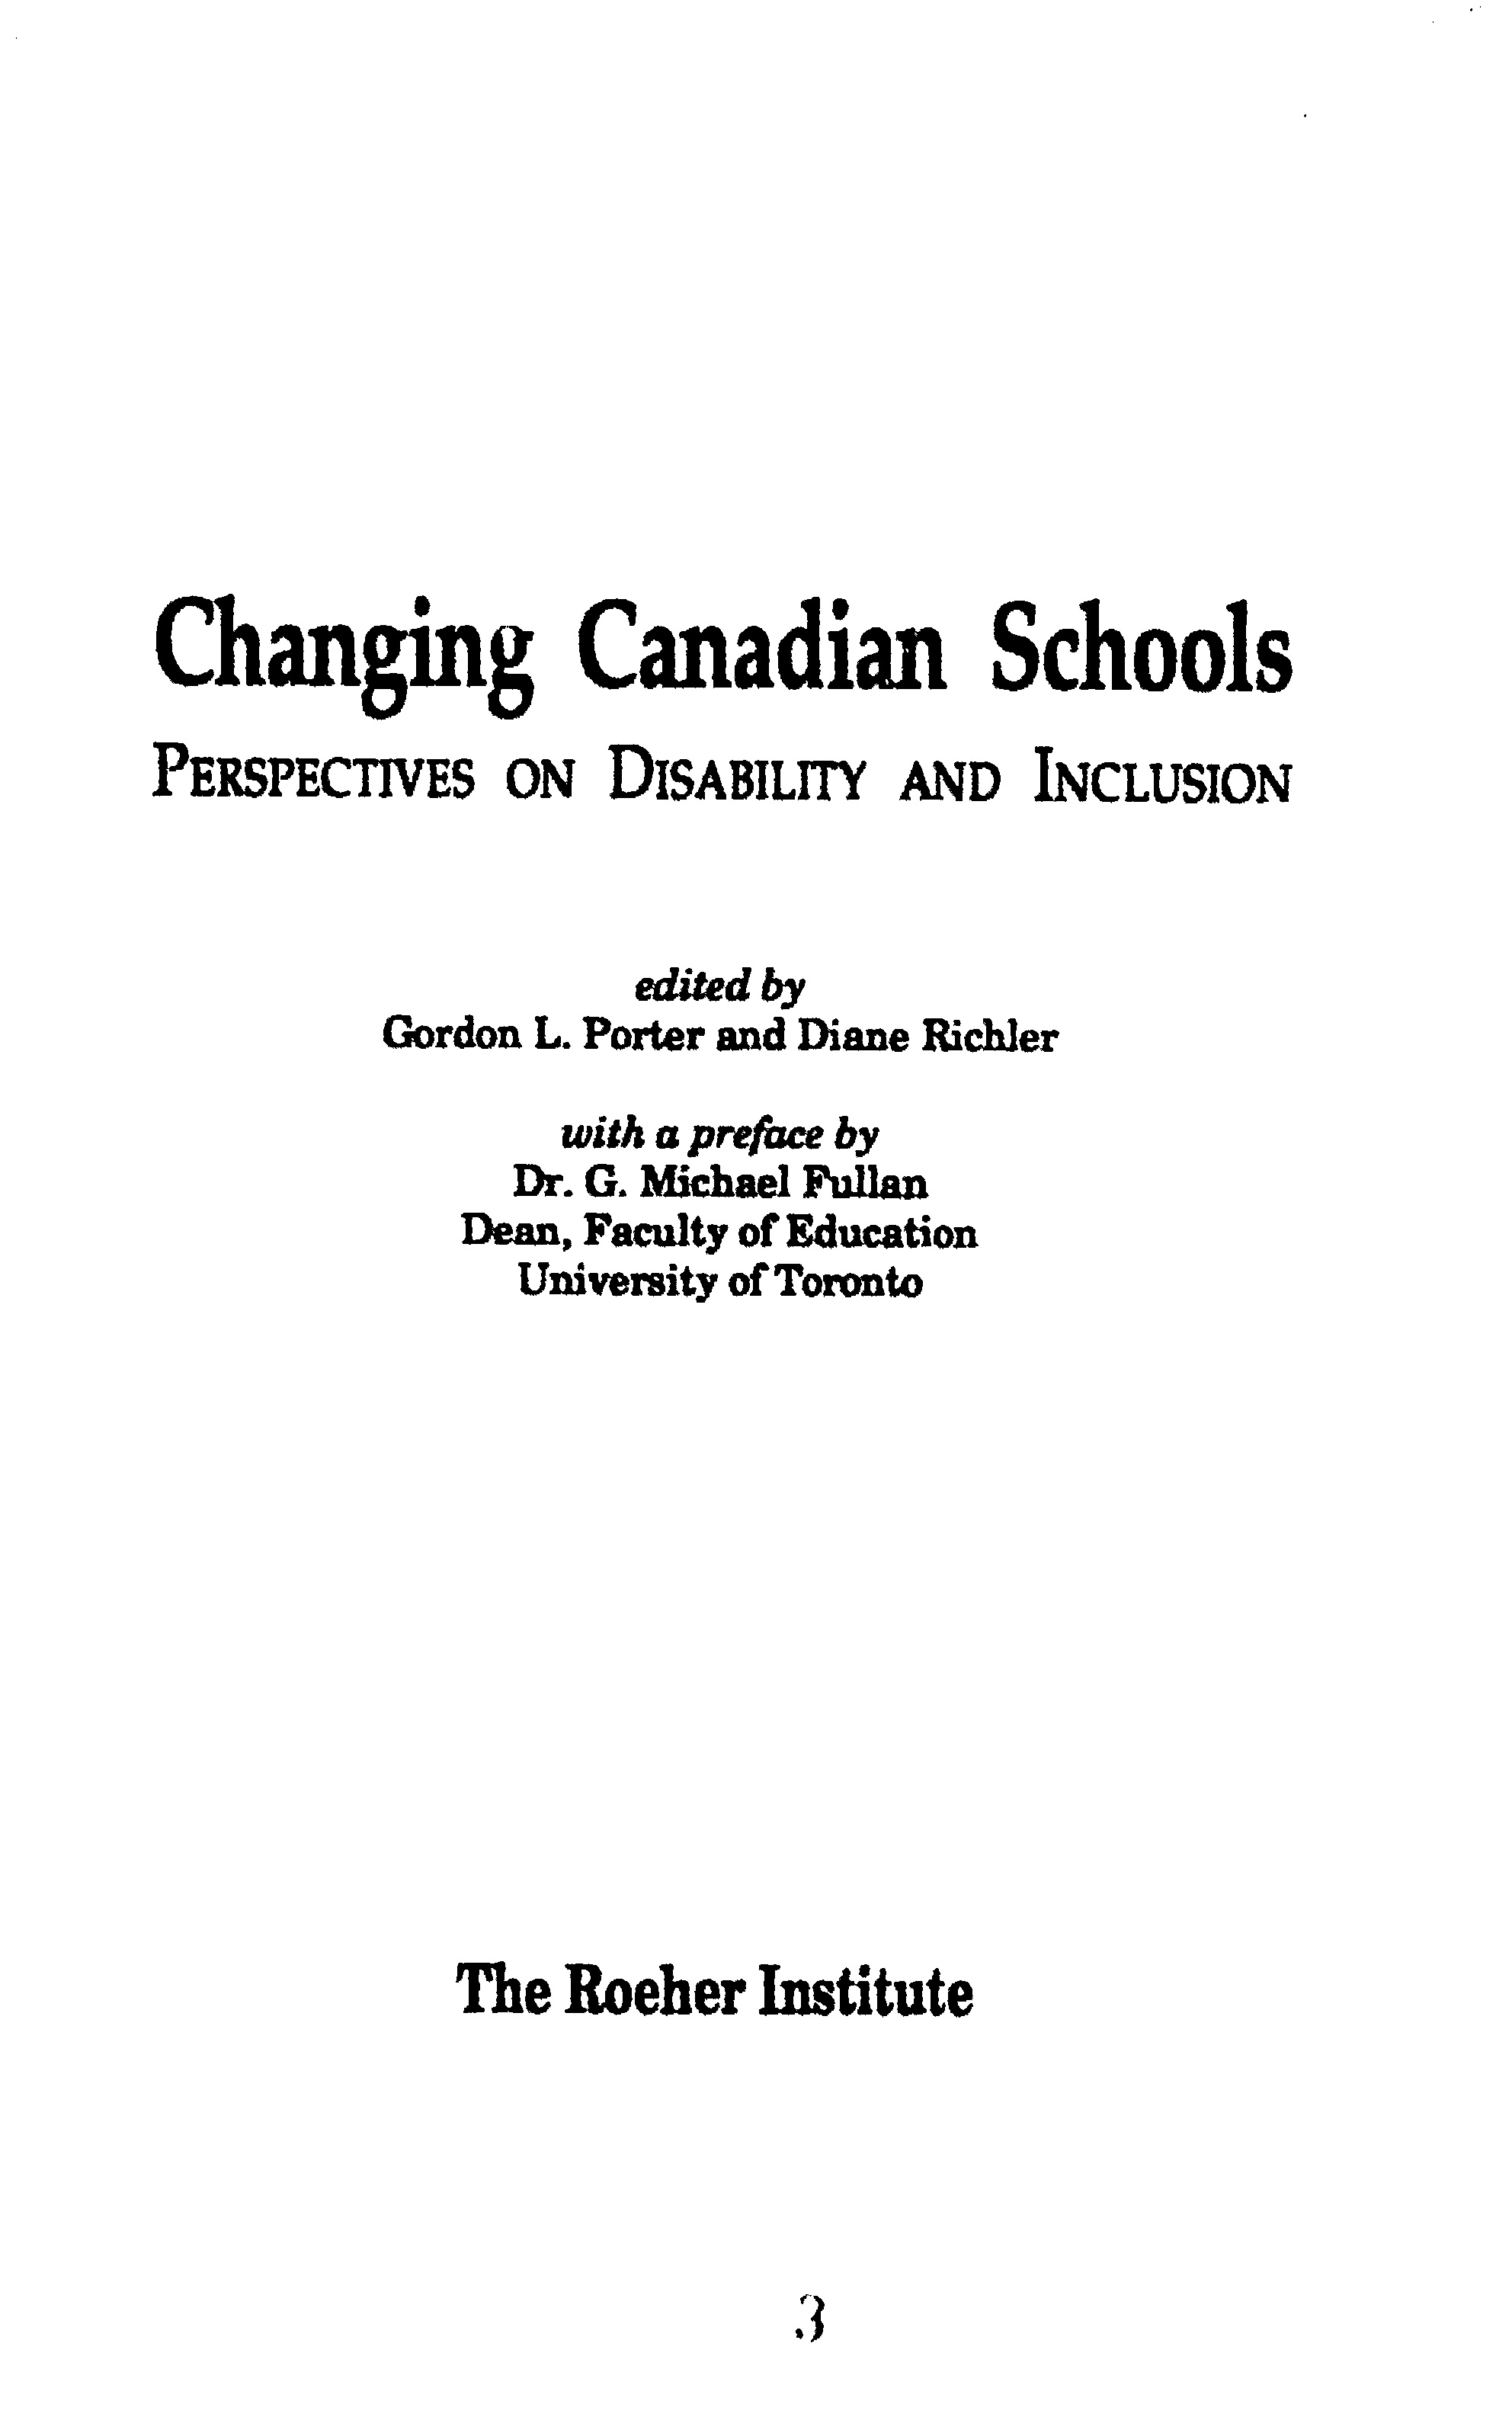 Changing Canadian Schools
PERSPECTIVES ON DISABILITY AND INCLUSION
edited by
Gordon L. Porter and Diane Richler
with a preface by
Dr. G. Michael Fullan
Dean, Faculty of Education
University of Toronto
The Roeher Institute
3